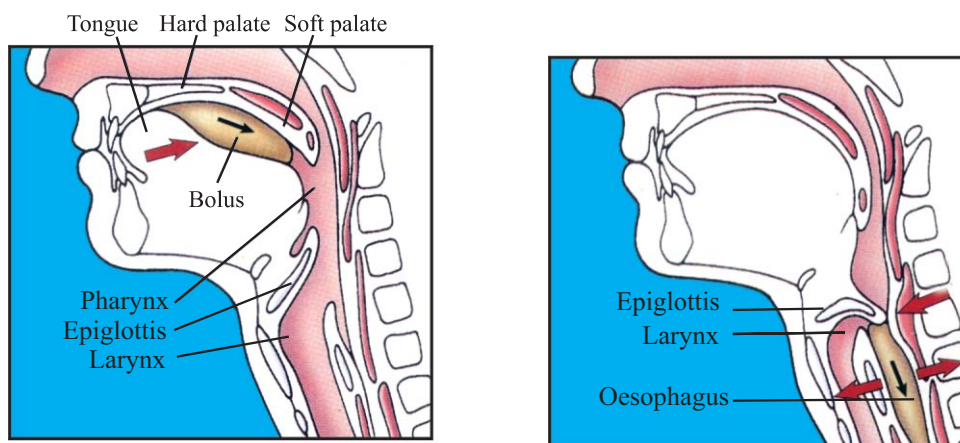 Tongue Hard palate Soft palate
Bolus
Pharynx
Epiglottis
Larynx
Epiglottis
Larynx
Oesophagus